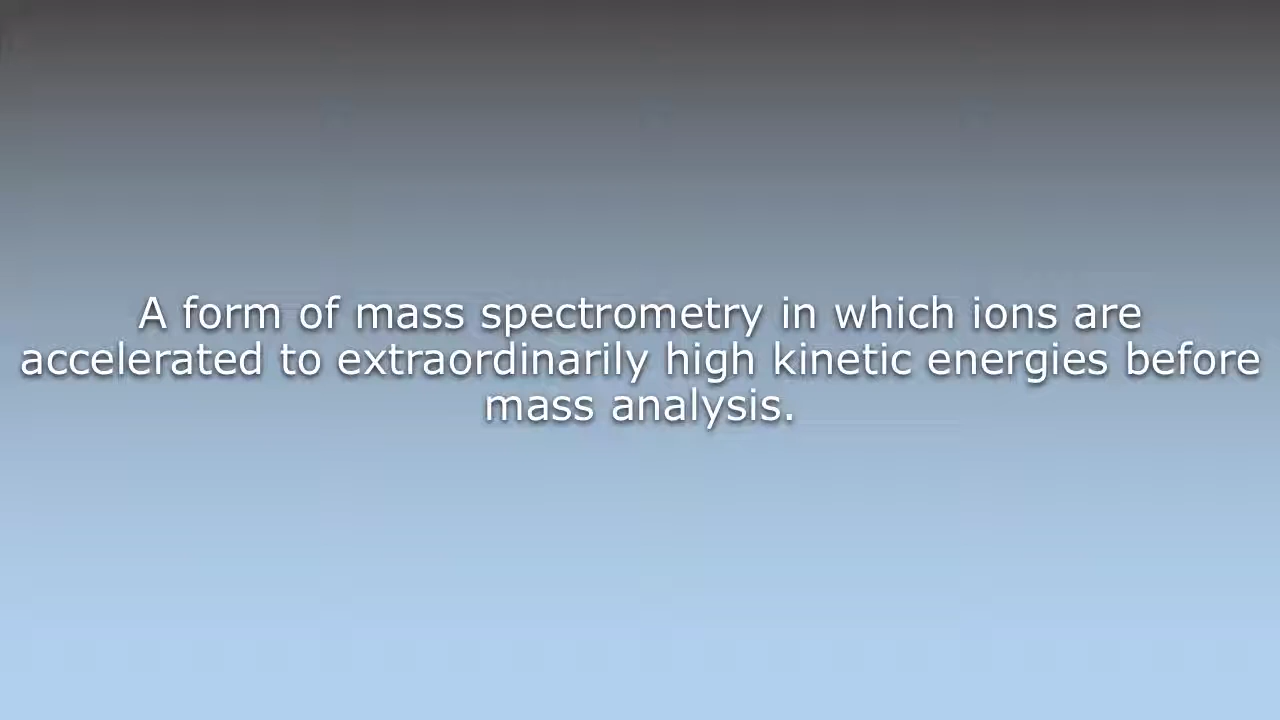 A form of mass spectrometry in which ions are
accelerated to extraordinarily high kinetic energies before
mass analysis.